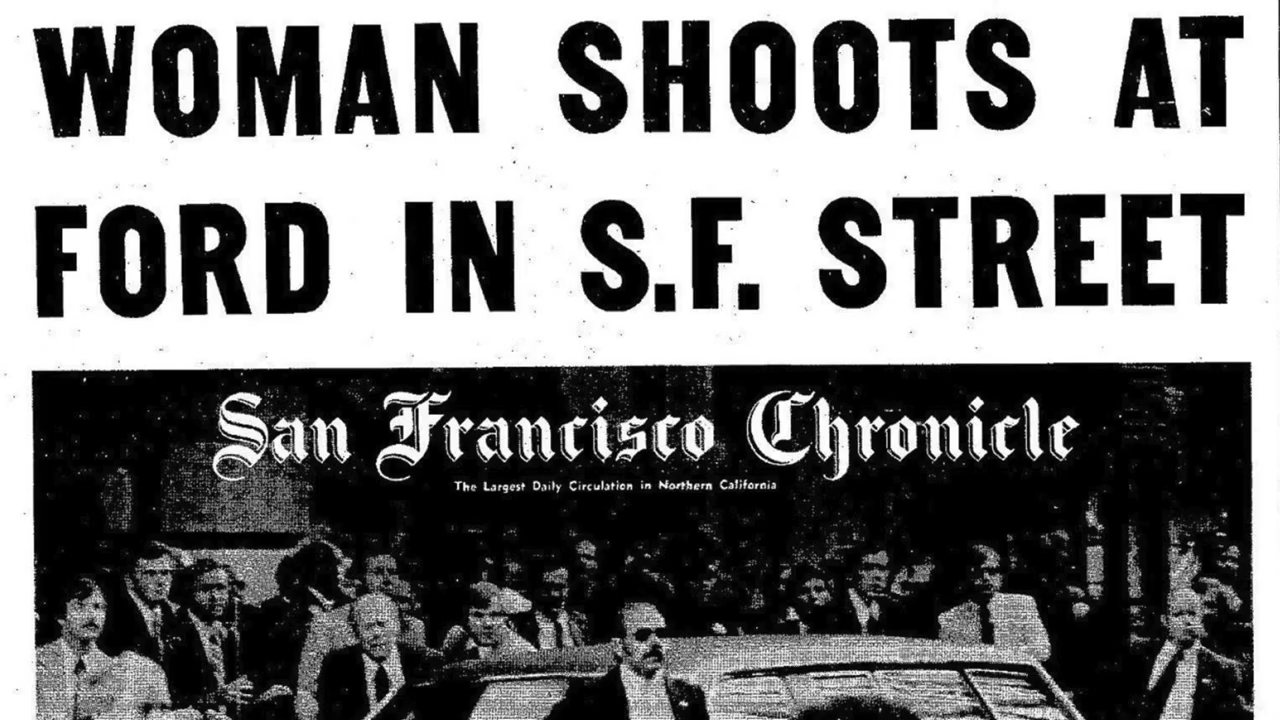 WOMAN SHOOTS AT
FORD IN S.F. STREET
San Francisco Chronicle
The Largest Daily Circulation in Northern California